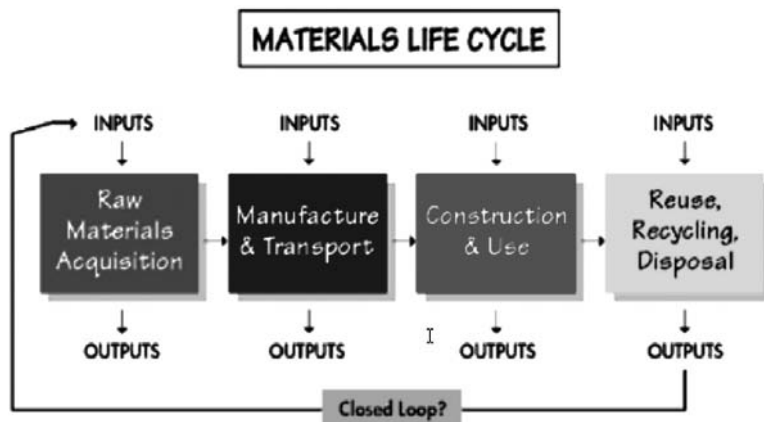 MATERIALS LIFE CYCLE
INPUTS
INPUTS
INPUTS
INPUTS
Raw
Materials
Acquisition
Manufacture
& Transport
Construction
& Use
Reuse,
Recycling,
Disposal
OUTPUTS
OUTPUTS
OUTPUTS
OUTPUTS
Closed Loop?